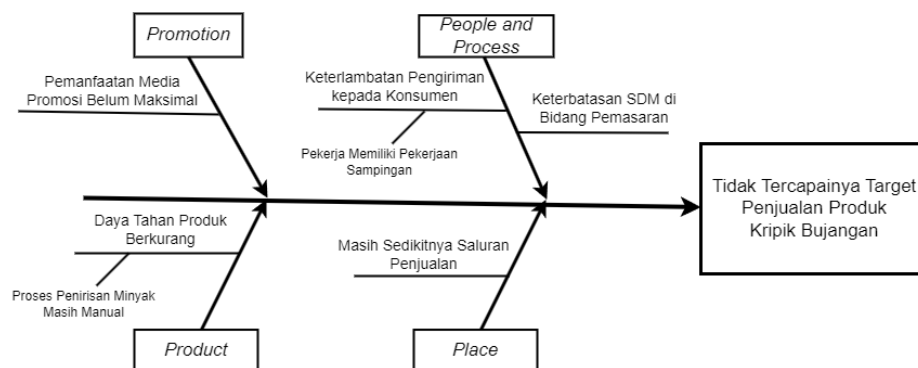 Promotion
People and
Process
Pemanfaatan Media
Promosi Belum Maksimal
Keterlambatan Pengiriman
kepada Konsumen
Keterbatasan SDM di
Bidang Pemasaran
Pekerja Memiliki Pekerjaan
Sampingan
Tidak Tercapainya Target
Penjualan Produk
Kripik Bujangan
Daya Tahan Produk
Berkurang
Masih Sedikitnya Saluran
Penjualan
Proses Penirisan Minyak
Masih Manual
Product
Place